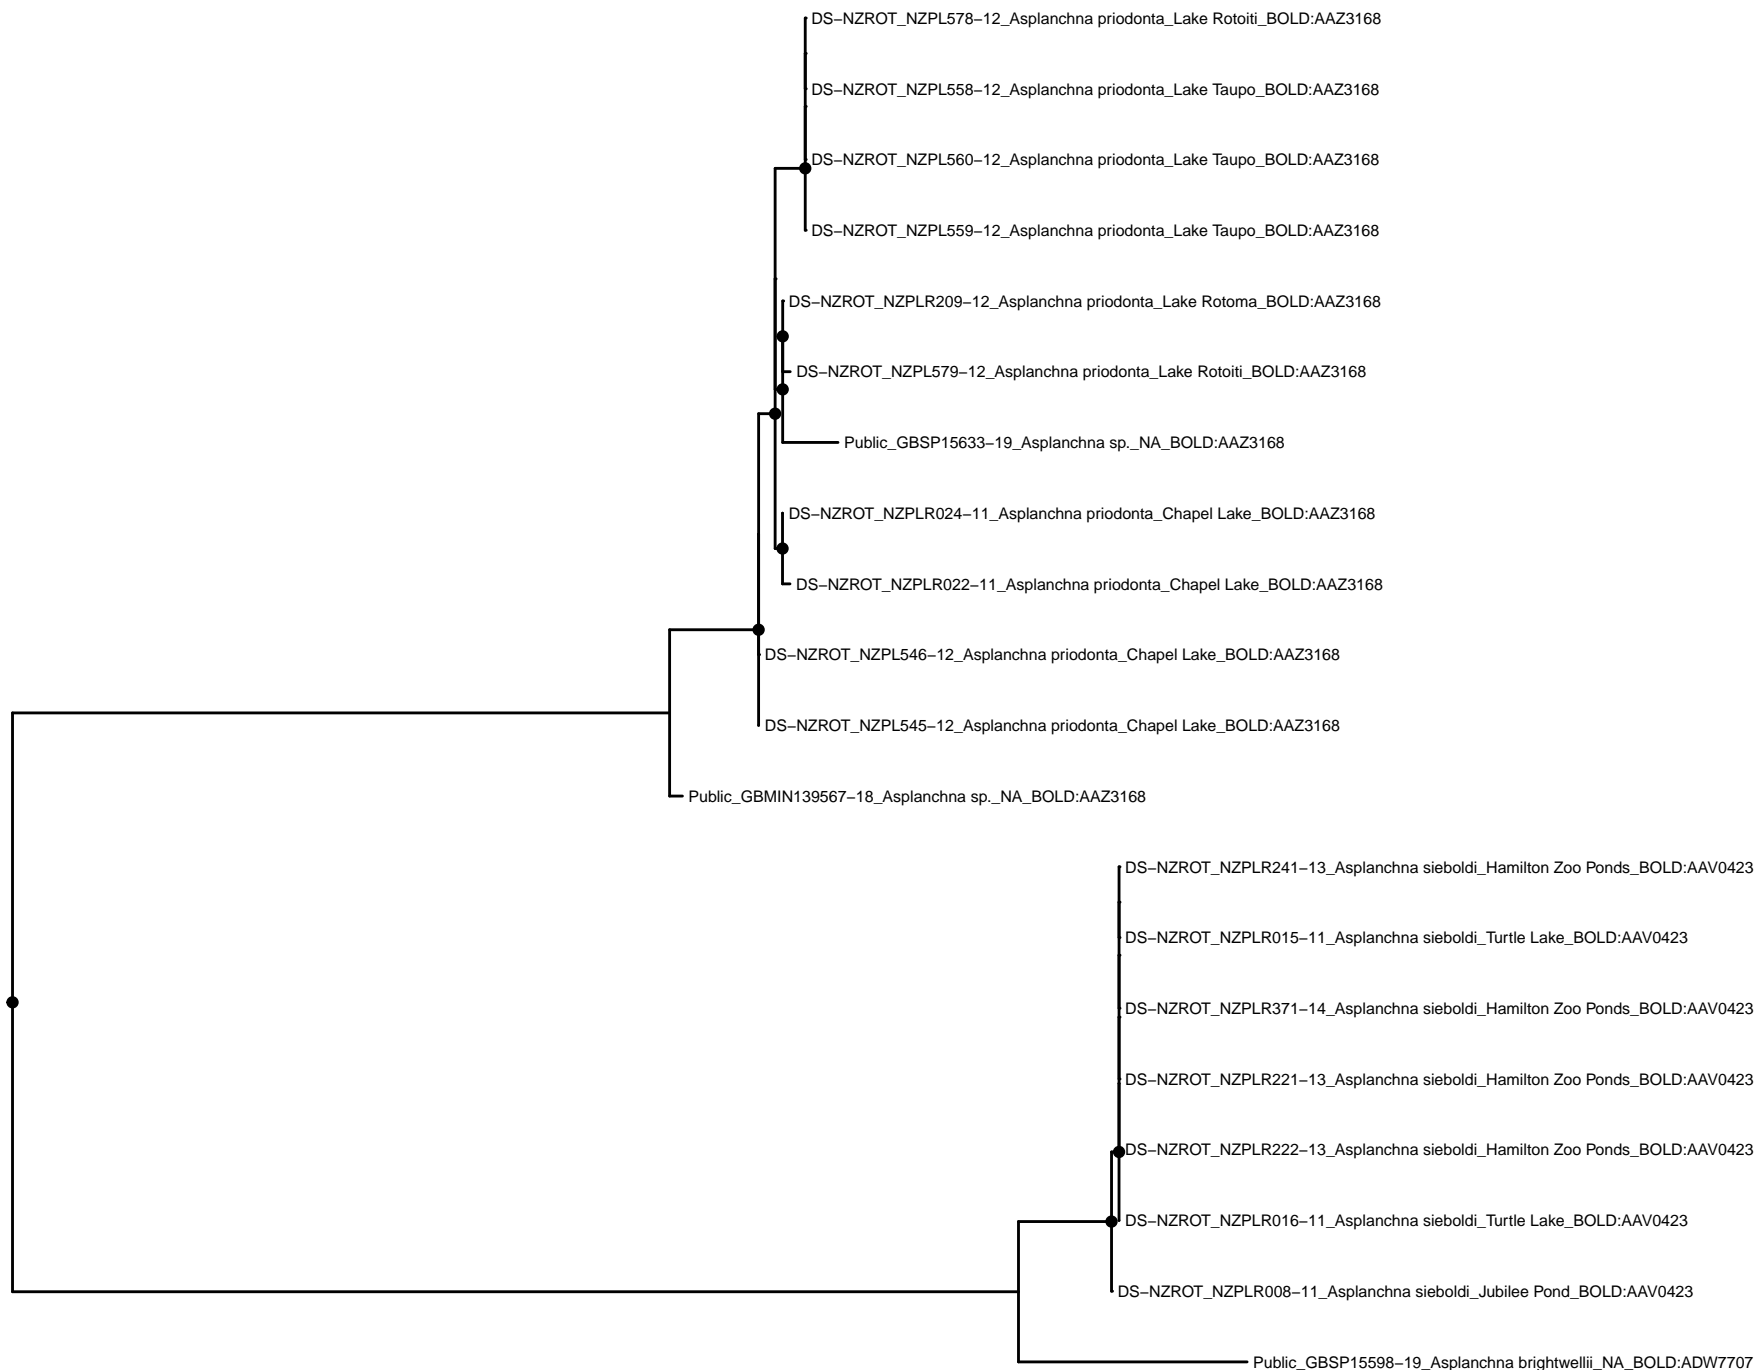 DS−NZROT_NZPL578−12_Asplanchna priodonta_Lake Rotoiti_BOLD:AAZ3168
DS−NZROT_NZPL558−12_Asplanchna priodonta_Lake Taupo_BOLD:AAZ3168
DS−NZROT_NZPL560−12_Asplanchna priodonta_Lake Taupo_BOLD:AAZ3168
DS−NZROT_NZPL559−12_Asplanchna priodonta_Lake Taupo_BOLD:AAZ3168
DS−NZROT_NZPLR209−12_Asplanchna priodonta_Lake Rotoma_BOLD:AAZ3168
DS−NZROT_NZPL579−12_Asplanchna priodonta_Lake Rotoiti_BOLD:AAZ3168
Public_GBSP15633−19_Asplanchna sp._NA_BOLD:AAZ3168
DS−NZROT_NZPLR024−11_Asplanchna priodonta_Chapel Lake_BOLD:AAZ3168
DS−NZROT_NZPLR022−11_Asplanchna priodonta_Chapel Lake_BOLD:AAZ3168
DS−NZROT_NZPL546−12_Asplanchna priodonta_Chapel Lake_BOLD:AAZ3168
DS−NZROT_NZPL545−12_Asplanchna priodonta_Chapel Lake_BOLD:AAZ3168
Public_GBMIN139567−18_Asplanchna sp._NA_BOLD:AAZ3168
DS−NZROT_NZPLR241−13_Asplanchna sieboldi_Hamilton Zoo Ponds_BOLD:AAV0423
DS−NZROT_NZPLR015−11_Asplanchna sieboldi_Turtle Lake_BOLD:AAV0423
DS−NZROT_NZPLR371−14_Asplanchna sieboldi_Hamilton Zoo Ponds_BOLD:AAV0423
DS−NZROT_NZPLR221−13_Asplanchna sieboldi_Hamilton Zoo Ponds_BOLD:AAV0423
DS−NZROT_NZPLR222−13_Asplanchna sieboldi_Hamilton Zoo Ponds_BOLD:AAV0423
DS−NZROT_NZPLR016−11_Asplanchna sieboldi_Turtle Lake_BOLD:AAV0423
DS−NZROT_NZPLR008−11_Asplanchna sieboldi_Jubilee Pond_BOLD:AAV0423
Public_GBSP15598−19_Asplanchna brightwellii_NA_BOLD:ADW7707